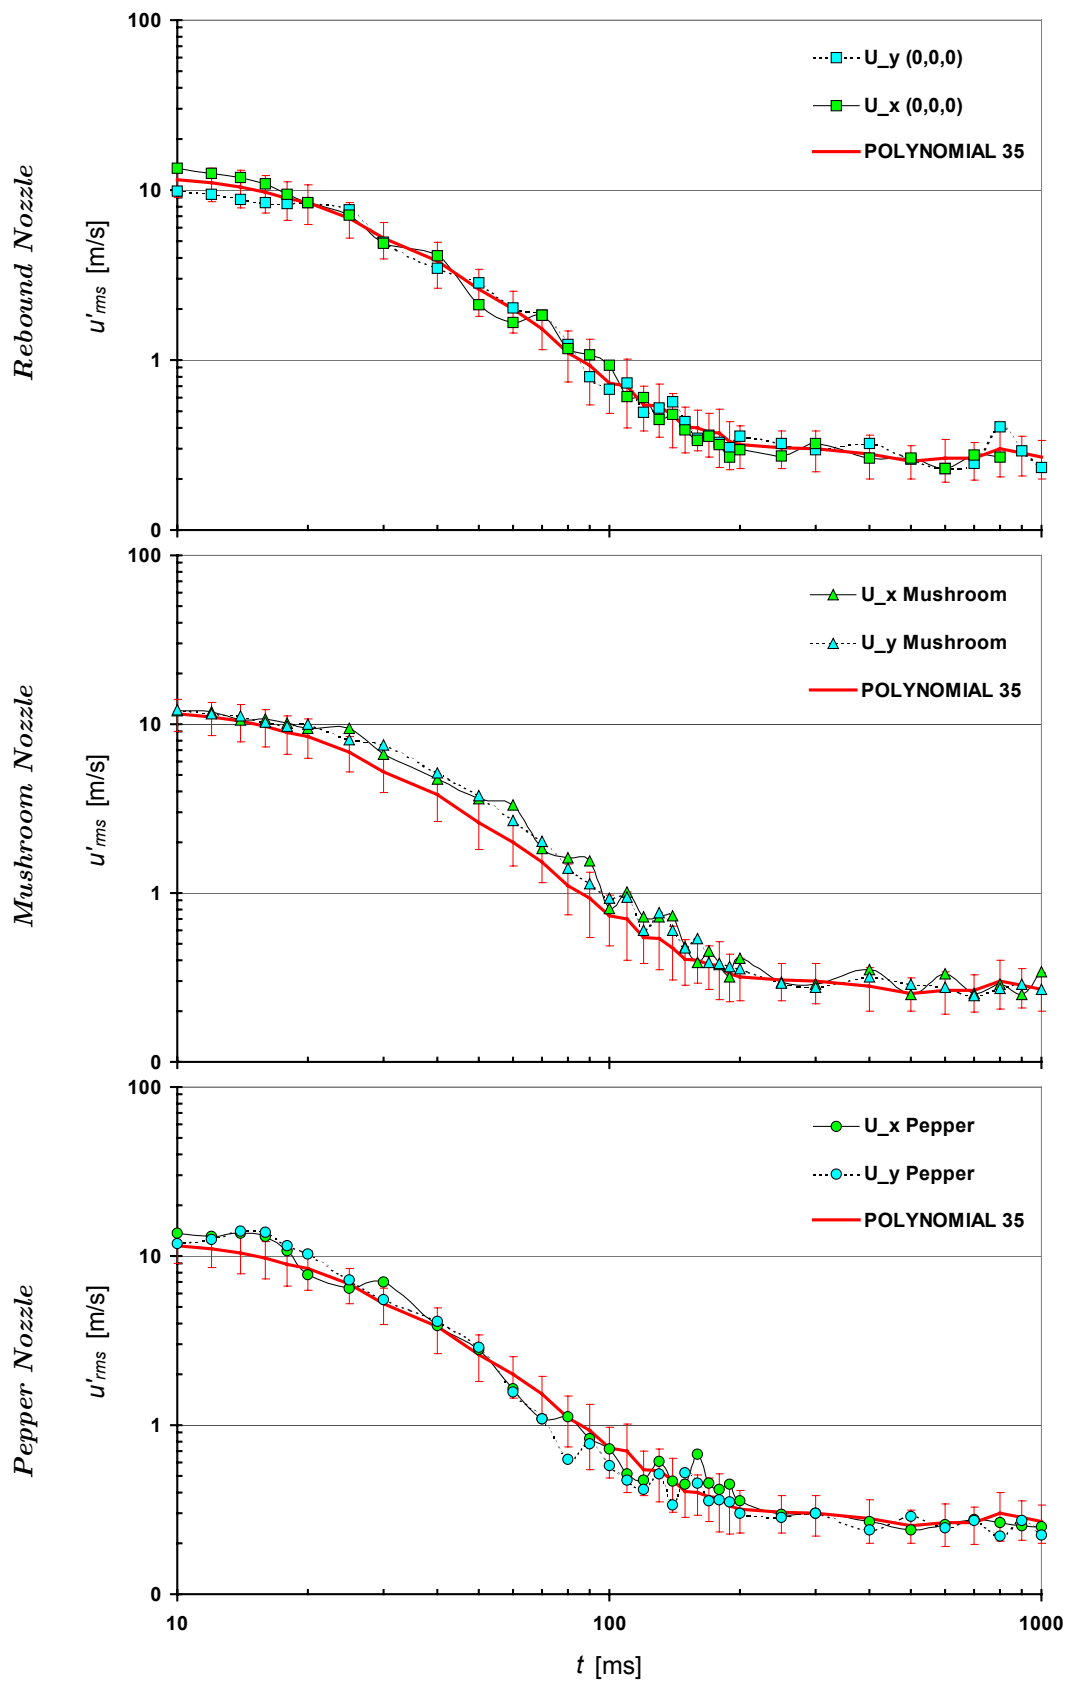 100
U_y (0,0,0)
U_x (0,0,0)
POLYNOMIAL 35
10
1
0
Rebound Nozzle
u'rms [m/s]
100
U_x Mushroom
U_y Mushroom
POLYNOMIAL 35
10
1
0
Mushroom Nozzle
u'rms [m/s]
100
U_x Pepper
U_y Pepper
POLYNOMIAL 35
10
1
0
Pepper Nozzle
u'rms [m/s]
10 100 1000
t [ms]